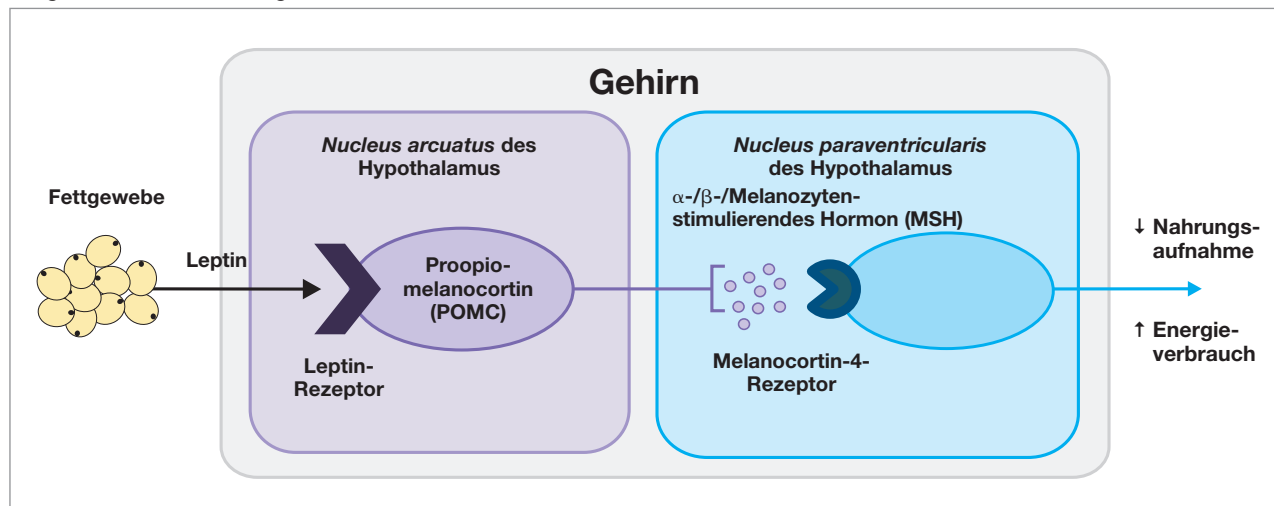 Gehirn
Nucleus arcuatus des
Hypothalamus
Nucleus paraventricularis
des Hypothalamus
α-/β-/Melanozyten-
stimulierendes Hormon (MSH)
Fettgewebe
Leptin
Proopio-
melanocortin
(POMC)
Leptin-
Rezeptor
Melanocortin-4-
Rezeptor
↓ Nahrungs-
aufnahme
↑ Energie-
verbrauch